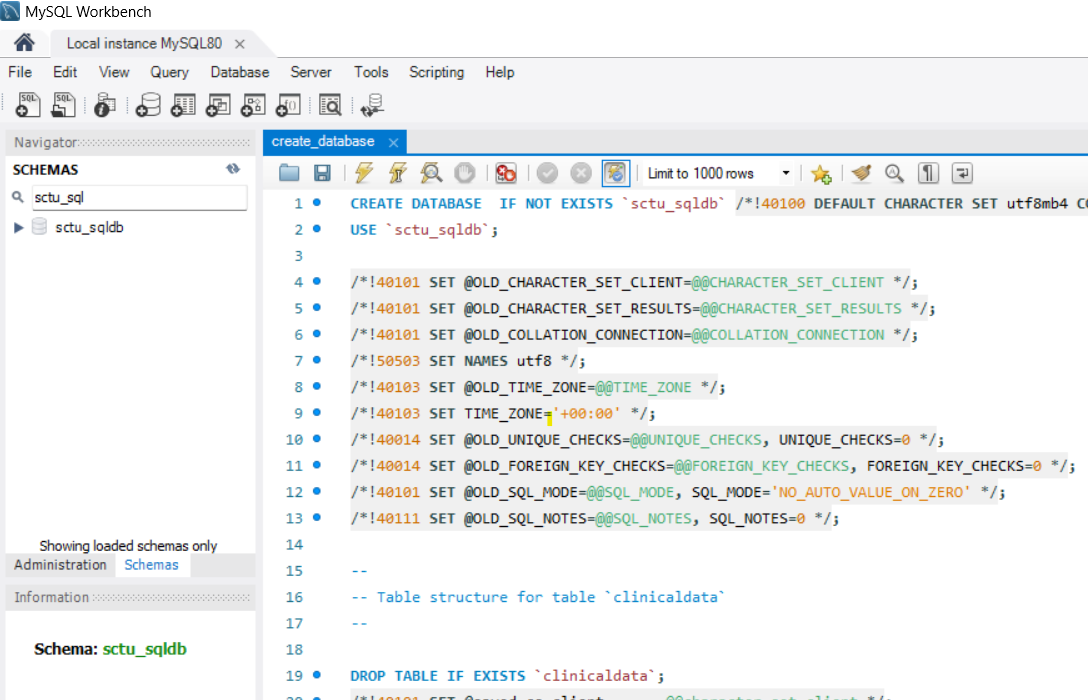 MySQL Workbench
Local instance MySQL80
File Edit View Query Database Server Tools Scripting Help
Navigator
SCHEMAS
sctu_sql
sctu_sqldb
Showing loaded schemas only
Administration Schemas
Information
Schema: sctu_sqldb
create_database
Limit to 1000 rows
1 CREATE DATABASE  IF NOT EXISTS `sctu_sqldb` /*!40100 DEFAULT CHARACTER SET utf8mb4 CO
2 USE `sctu_sqldb`;
3
4 /*!40101 SET @OLD_CHARACTER_SET_CLIENT=@@CHARACTER_SET_CLIENT */;
5 /*!40101 SET @OLD_CHARACTER_SET_RESULTS=@@CHARACTER_SET_RESULTS */;
6 /*!40101 SET @OLD_COLLATION_CONNECTION=@@COLLATION_CONNECTION */;
7 /*!50503 SET NAMES utf8 */;
8 /*!40103 SET @OLD_TIME_ZONE=@@TIME_ZONE */;
9 /*!40103 SET TIME_ZONE='+00:00' */;
10 /*!40014 SET @OLD_UNIQUE_CHECKS=@@UNIQUE_CHECKS, UNIQUE_CHECKS=0 */;
11 /*!40014 SET @OLD_FOREIGN_KEY_CHECKS=@@FOREIGN_KEY_CHECKS, FOREIGN_KEY_CHECKS=0 */;
12 /*!40101 SET @OLD_SQL_MODE=@@SQL_MODE, SQL_MODE='NO_AUTO_VALUE_ON_ZERO' */;
13 /*!40111 SET @OLD_SQL_NOTES=@@SQL_NOTES, SQL_NOTES=0 */;
14
15 --
16 -- Table structure for table `clinicaldata`
17 --
18
19 DROP TABLE IF EXISTS `clinicaldata`;